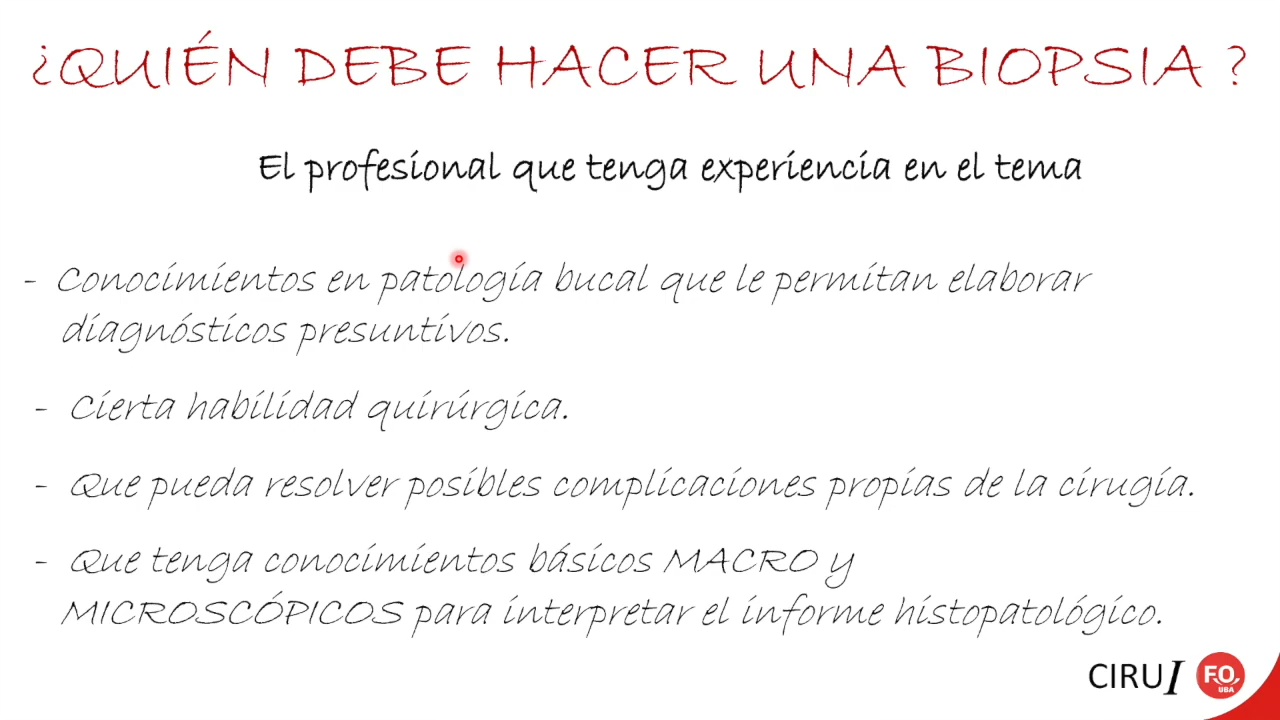 ¿QUIÉN DEBE HACER UNA BIOPSIA ?
El profesional que tenga experiencia en el tema
- Conocimientos en patología bucal que le permitan elaborar
diagnósticos presuntivos.
- Cierta habilidad quirúrgica.
- Que pueda resolver posibles complicaciones propias de la cirugía.
- Que tenga conocimientos básicos MACRO y
MICROSCÓPICOS para interpretar el informe histopatológico.
CIRU I
F.O.
UBA